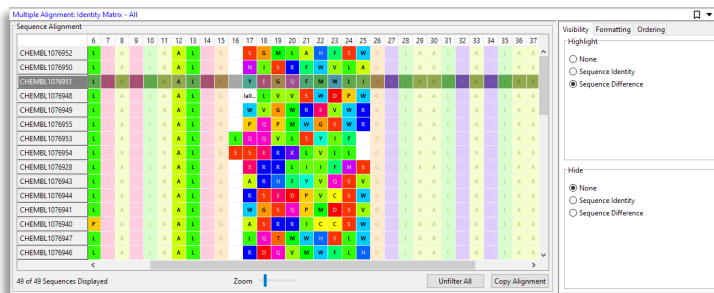 Multiple Alignment: Identity Matrix - All
Sequence Alignment
6 7 8 9 10 11 12 13 14 15 16 17 18 19 20 21 22 23 24 25 26 27 28 29 30 31 32 33 34 35 36 37
CHEMBL1076952 L A L A A L G S G M L A H F S W G L A A L A L A A
CHEMBL1076950 L A L A A L G N I S R F W V L A G L A A L A L A A
CHEMBL1076951 L A L A A L G Y E G Q F M W L I G L A A L A L A A
CHEMBL1076948 L A L A A L G L V V S W D P W G L A A L A L A A
CHEMBL1076949 L A L A A L G W V G M R E V W R G L A A L A L A A
CHEMBL1076955 L A L A A L G P Q P M W G S W R G L A A L A L A A
CHEMBL1076953 L A L A A L G L Q Q V L S Y I F G L A A L A L A A
CHEMBL1076954 L A L A A L G S S E R K L V L L G L A A L A L A A
CHEMBL1076928 L A L A A L G E R R L I I F N S G L A A L A L A A
CHEMBL1076943 L A L A A L G A R H F Y V Q S V G L A A L A L A A
CHEMBL1076944 L A L A A L G R S E D P V C S W G L A A L A L A A
CHEMBL1076941 L A L A A L G W G S Q P M D S V G L A A L A L A A
CHEMBL1076940 P A L A A L G A S R R I C C S W G L A A L A L A A
CHEMBL1076947 L A L A A L G L Q T M W H S L W G L A A L A L A A
CHEMBL1076946 L A L A A L G R D Q V M W F L H G L A A L A L A A
49 of 49 Sequences Displayed
Zoom
Unfilter All
Copy Alignment
Visibility Formatting Ordering
Highlight
None
Sequence Identity
Sequence Difference
Hide
None
Sequence Identity
Sequence Difference